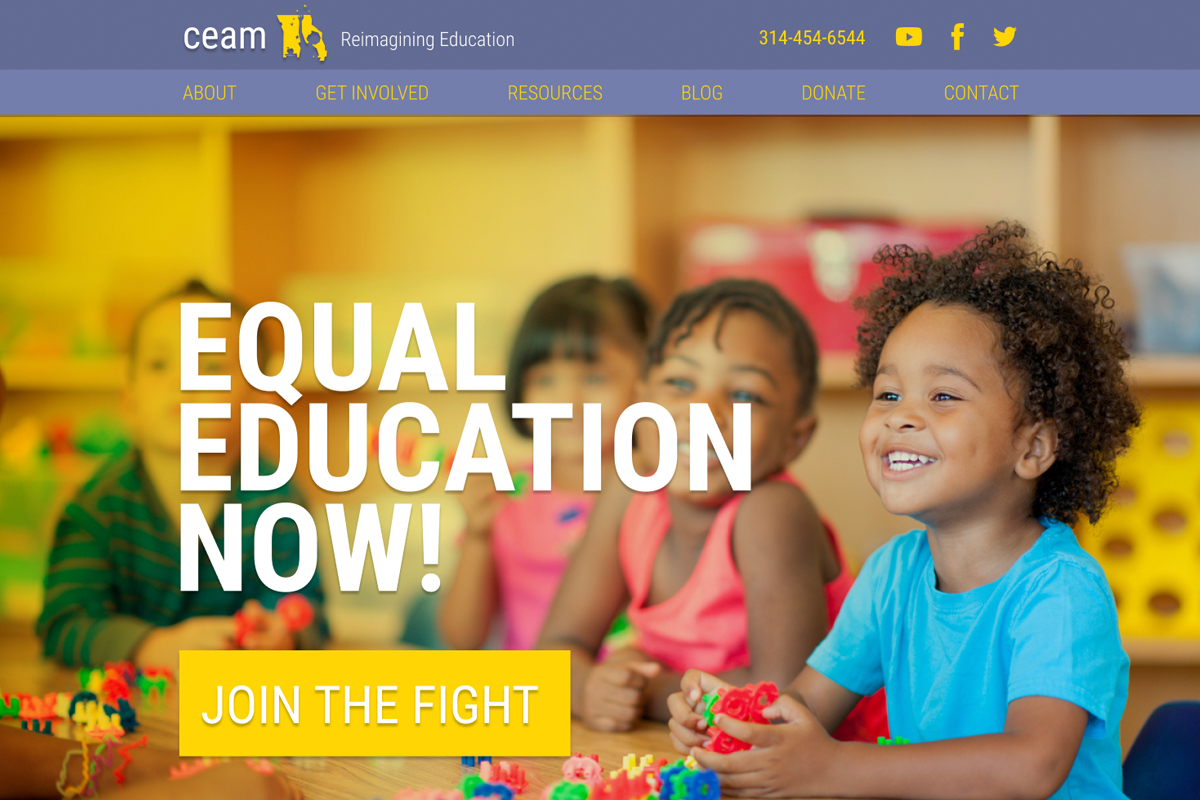 ceam Reimagining Education 314-454-6544
ABOUT GET INVOLVED RESOURCES BLOG DONATE CONTACT
EQUAL
EDUCATION
NOW!
JOIN THE FIGHT